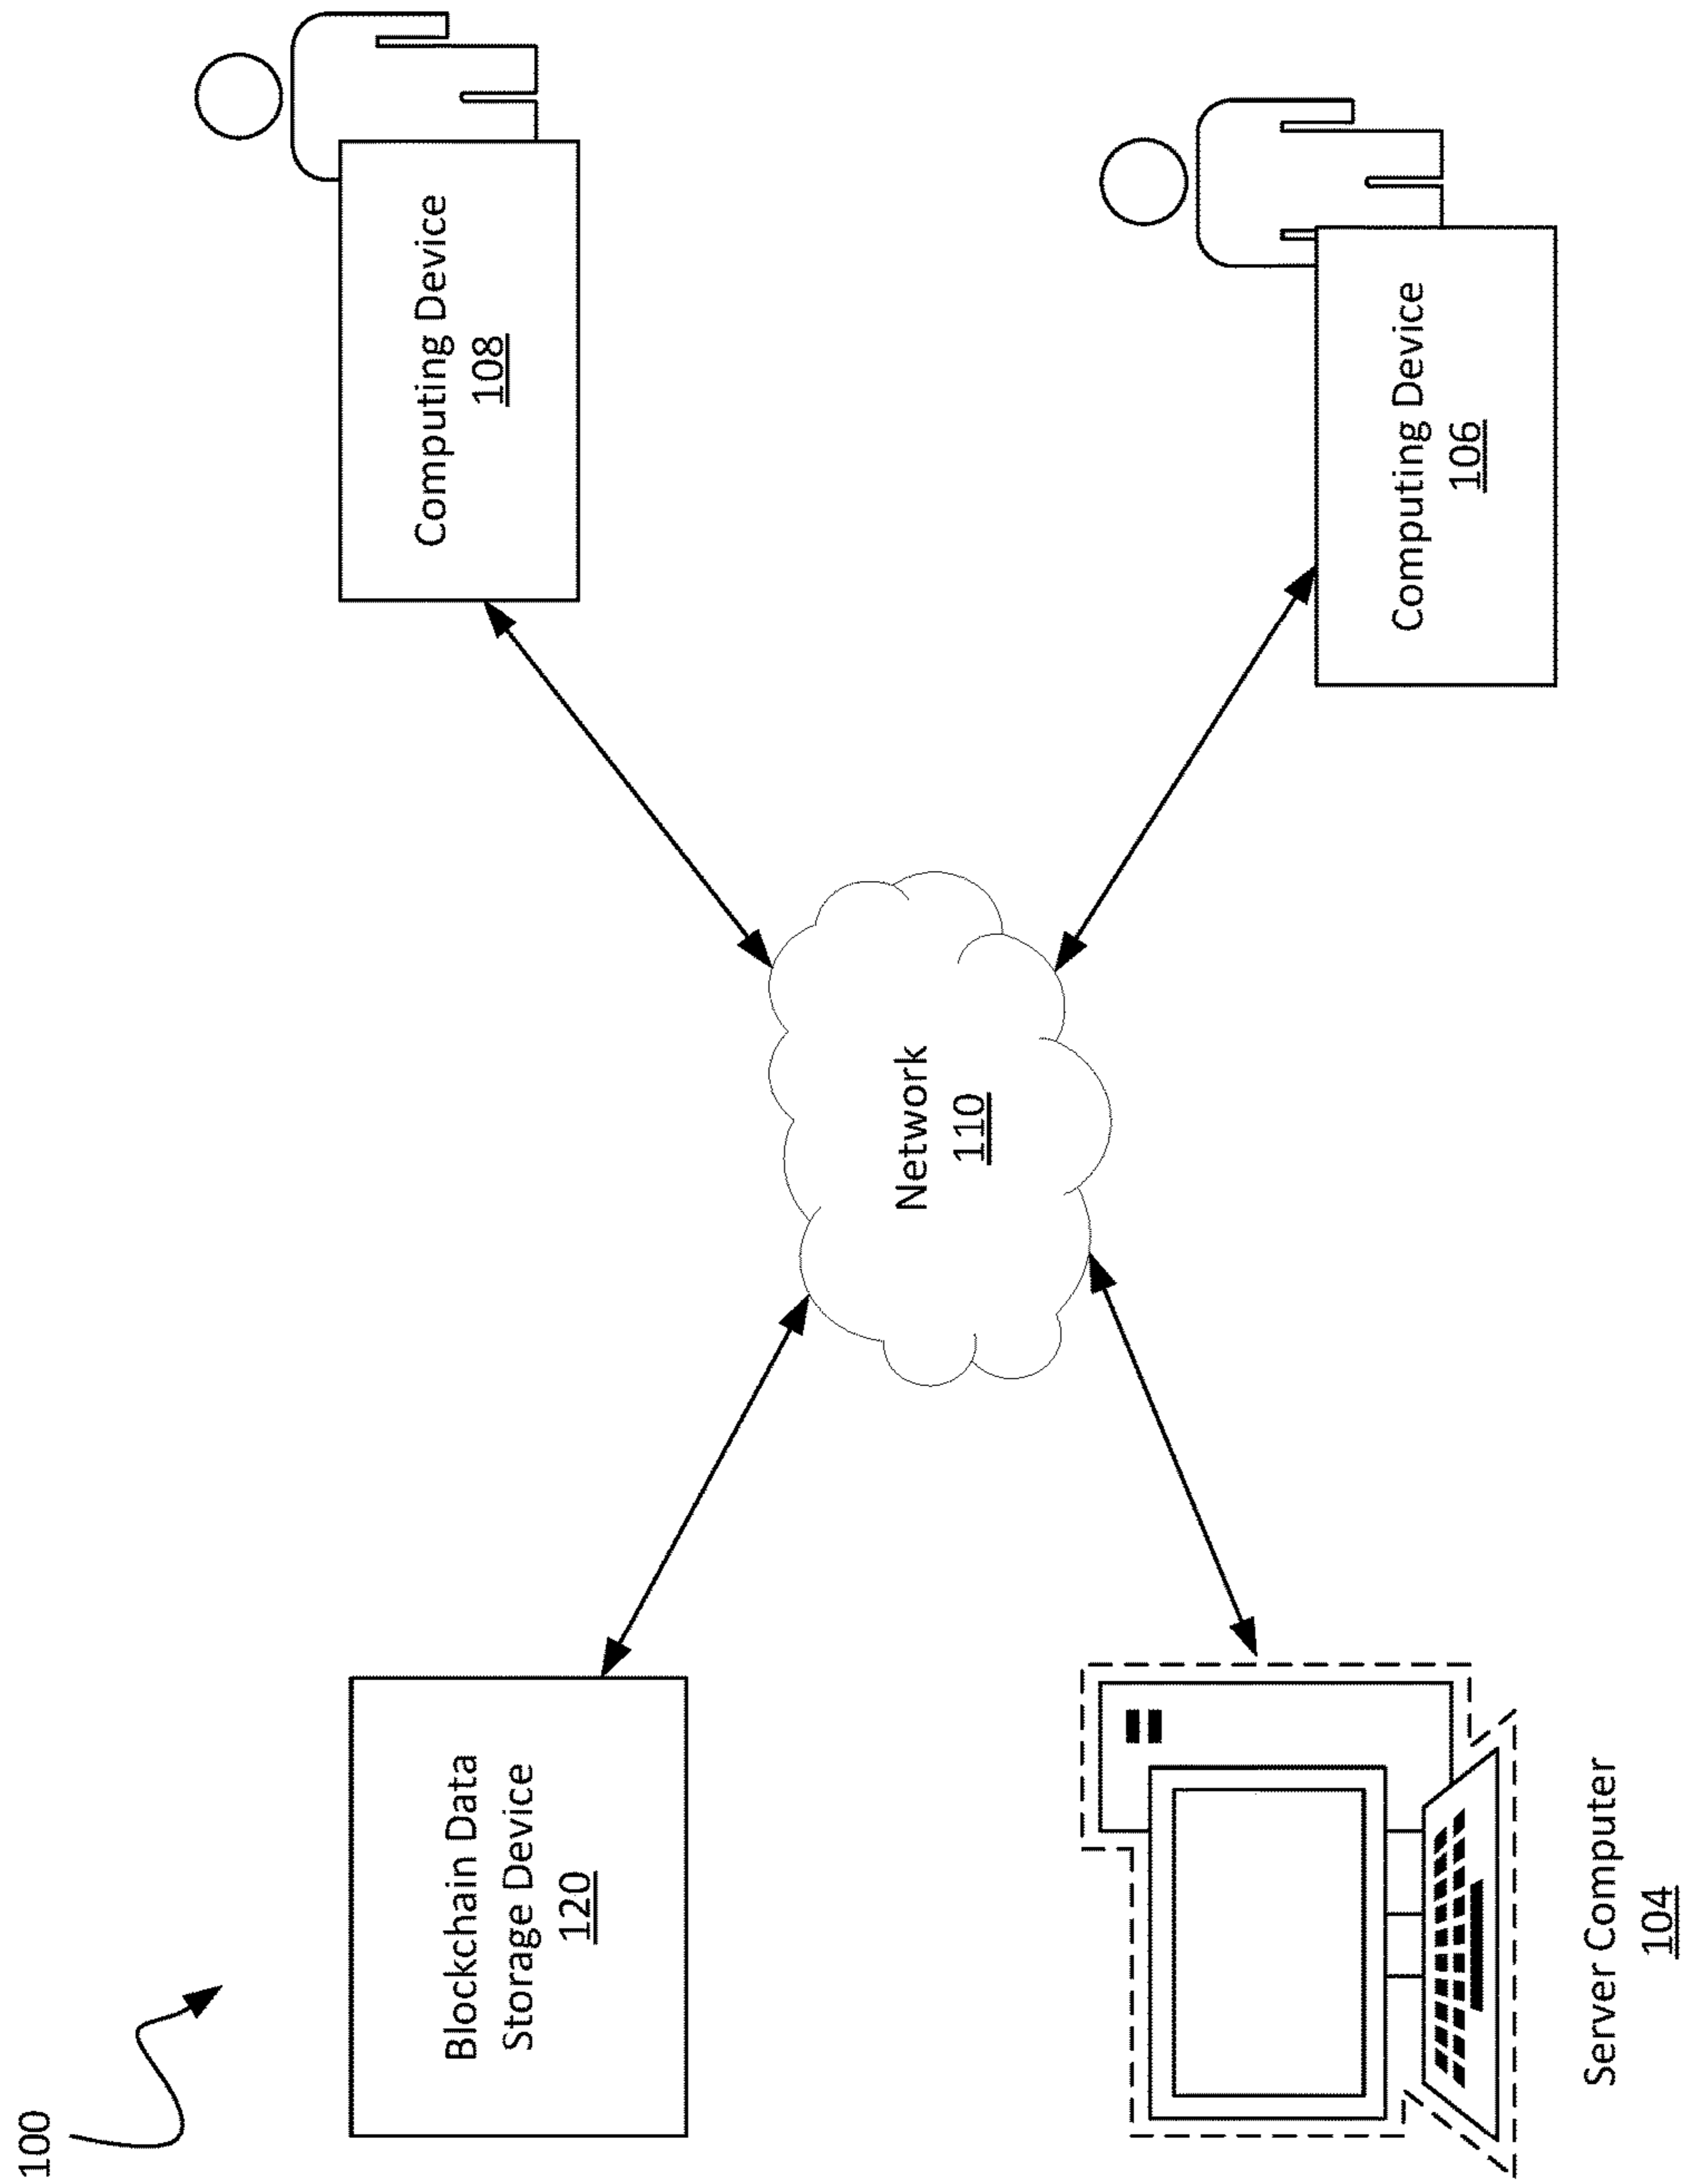 100
Blockchain Data
Storage Device
120
Computing Device
108
Network
110
Server Computer
104
Computing Device
106